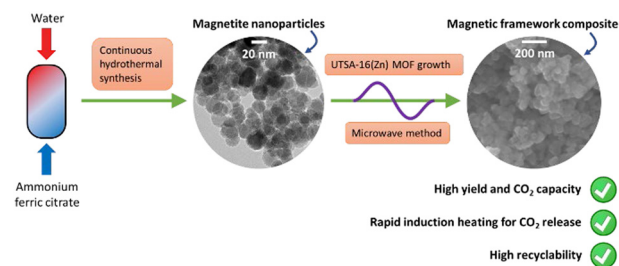 Water
Ammonium
ferric citrate
Continuous
hydrothermal
synthesis
Magnetite nanoparticles
20 nm
UTSA-16(Zn) MOF growth
Microwave method
Magnetic framework composite
200 nm
High yield and CO₂ capacity
Rapid induction heating for CO₂ release
High recyclability